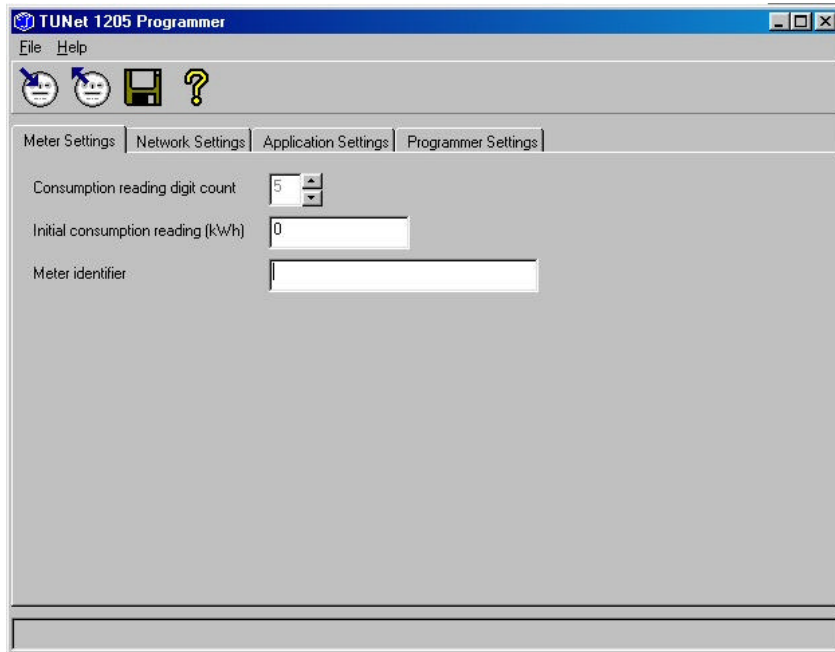 TUNet 1205 Programmer
File Help
Meter Settings Network Settings Application Settings Programmer Settings
Consumption reading digit count 5
Initial consumption reading (kWh) 0
Meter identifier